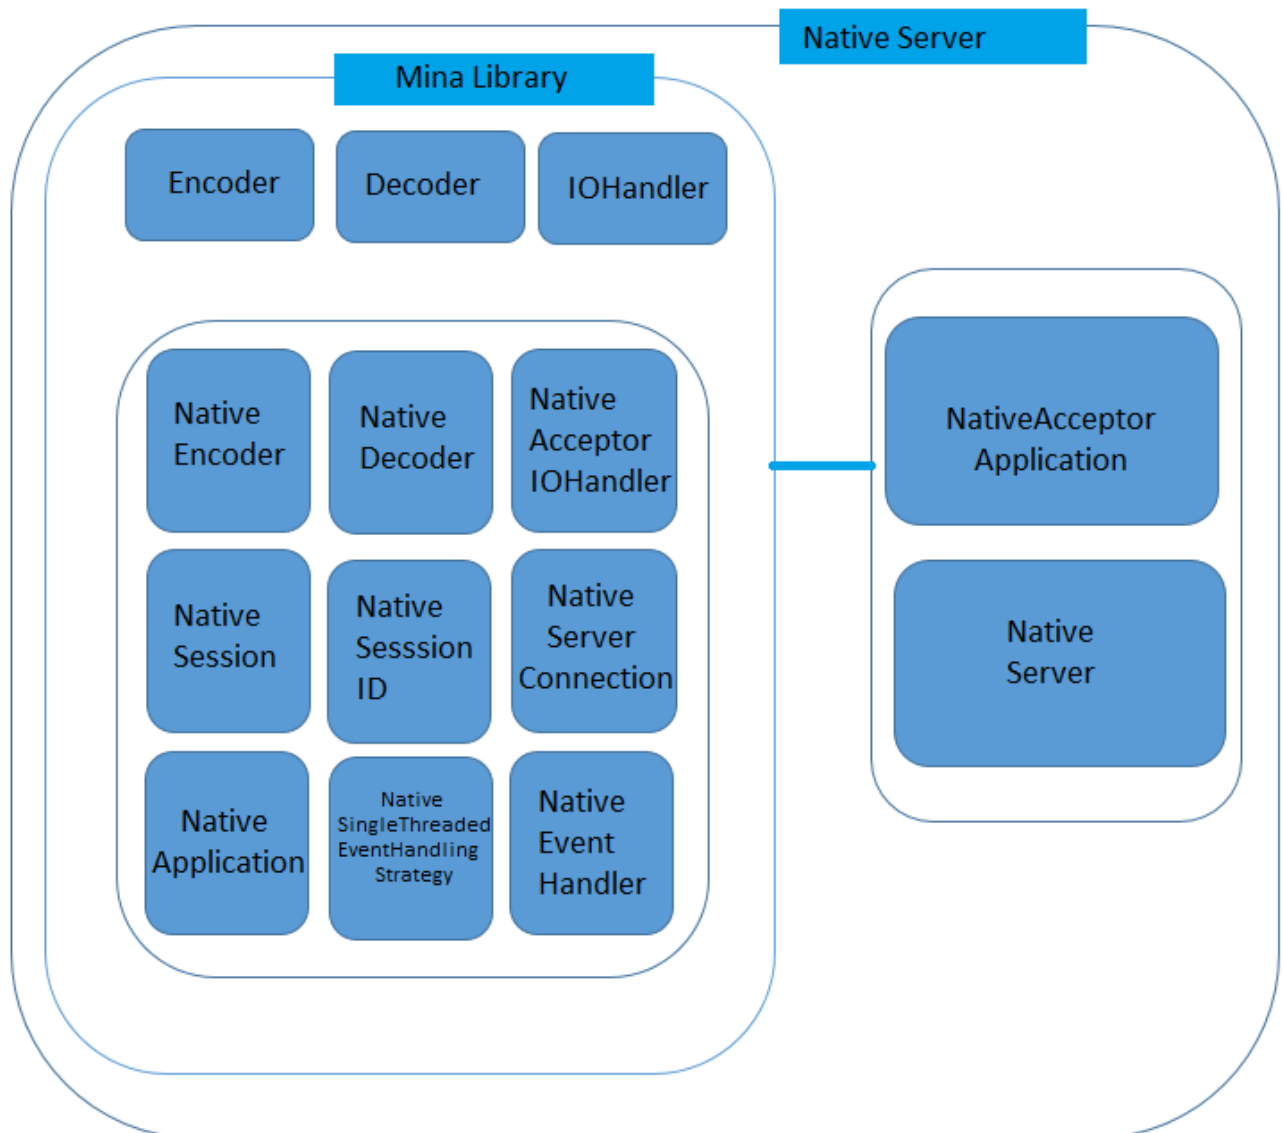 Native Server
Mina Library
Encoder
Decoder
IOHandler
Native
Encoder
Native
Decoder
Native
Acceptor
IOHandler
Native
Session
Native
Sesssion
ID
Native
Server
Connection
Native
Application
Native
SingleThreaded
EventHandling
Strategy
Native
Event
Handler
NativeAcceptor
Application
Native
Server